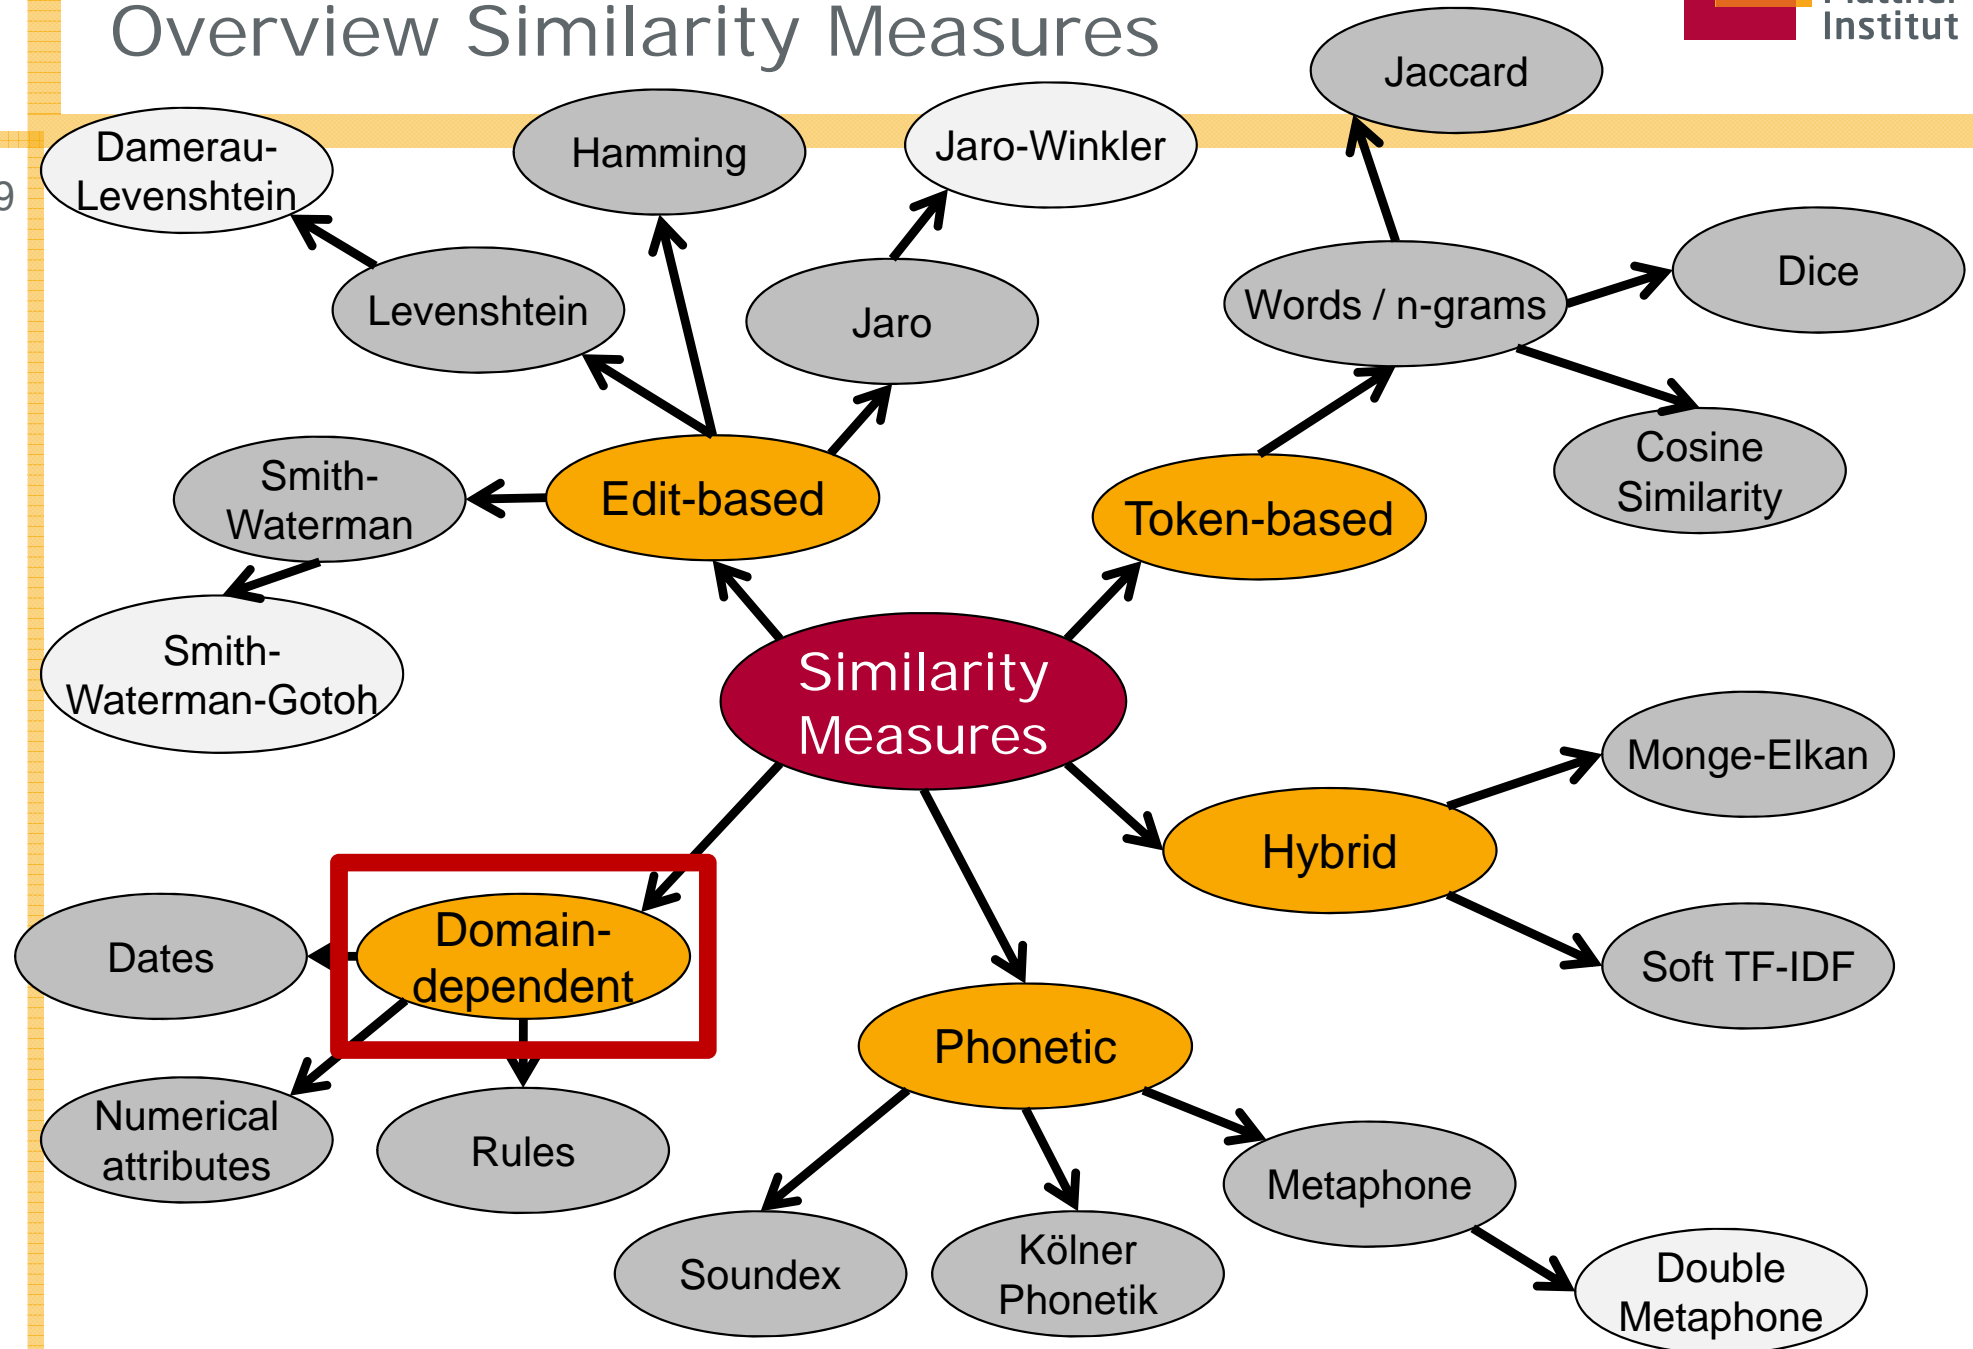 Overview Similarity Measures
Institut
9
Damerau-
Levenshtein
Hamming
Jaro-Winkler
Jaccard
Levenshtein
Jaro
Words / n-grams
Dice
Smith-
Waterman
Edit-based
Token-based
Cosine
Similarity
Smith-
Waterman-Gotoh
Similarity
Measures
Monge-Elkan
Hybrid
Dates
Domain-
dependent
Soft TF-IDF
Phonetic
Numerical
attributes
Rules
Metaphone
Soundex
Kölner
Phonetik
Double
Metaphone